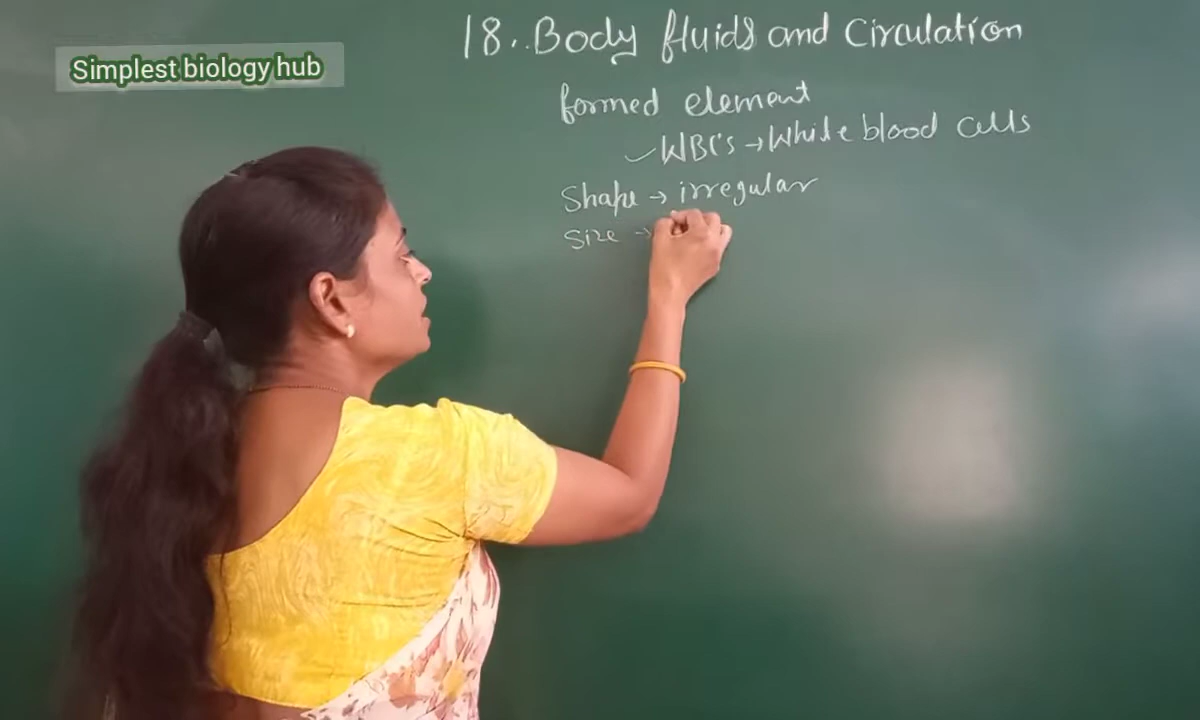 18. Body fluids and Circulation
Simplest biology hub
formed element
✓WBC's → White blood cells
Shape → irregular
Size →